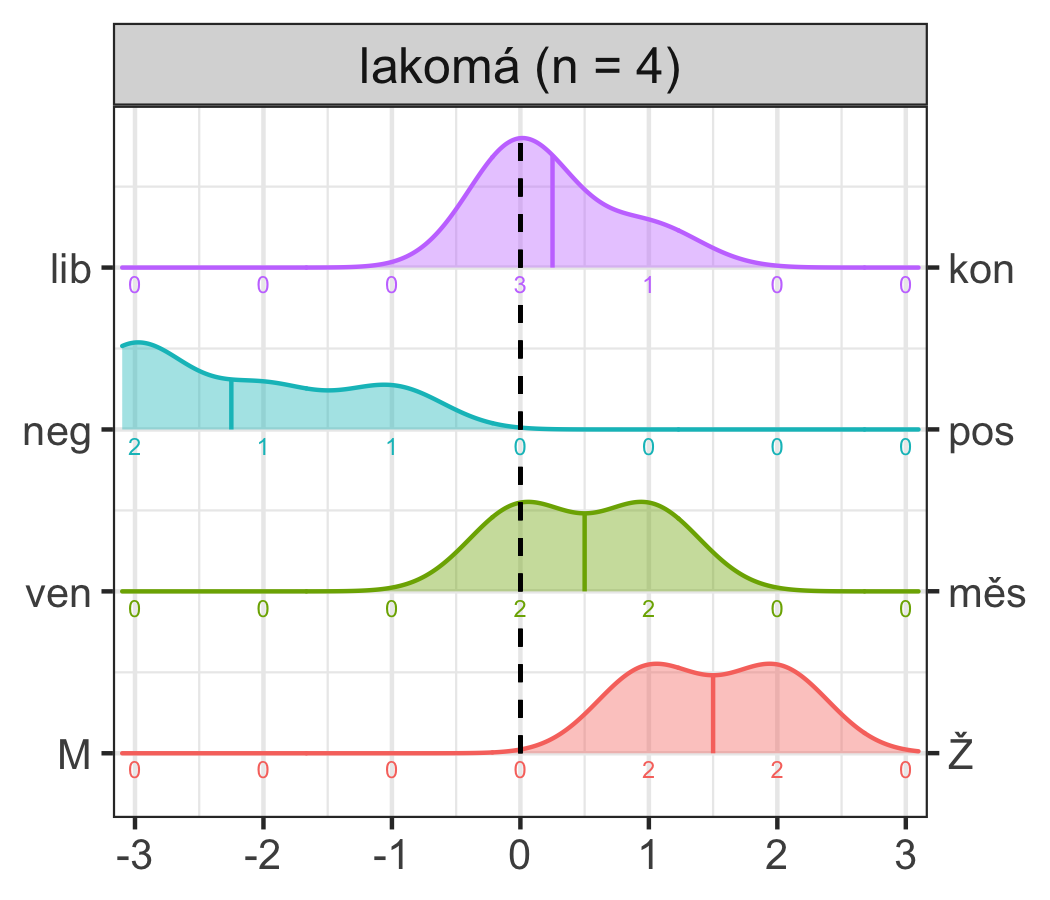 lakomá (n = 4)
lib kon
0 0 0 3 1 0 0
neg pos
2 1 1 0 0 0 0
ven měs
0 0 0 2 2 0 0
M Ž
0 0 0 0 2 2 0
-3 -2 -1 0 1 2 3